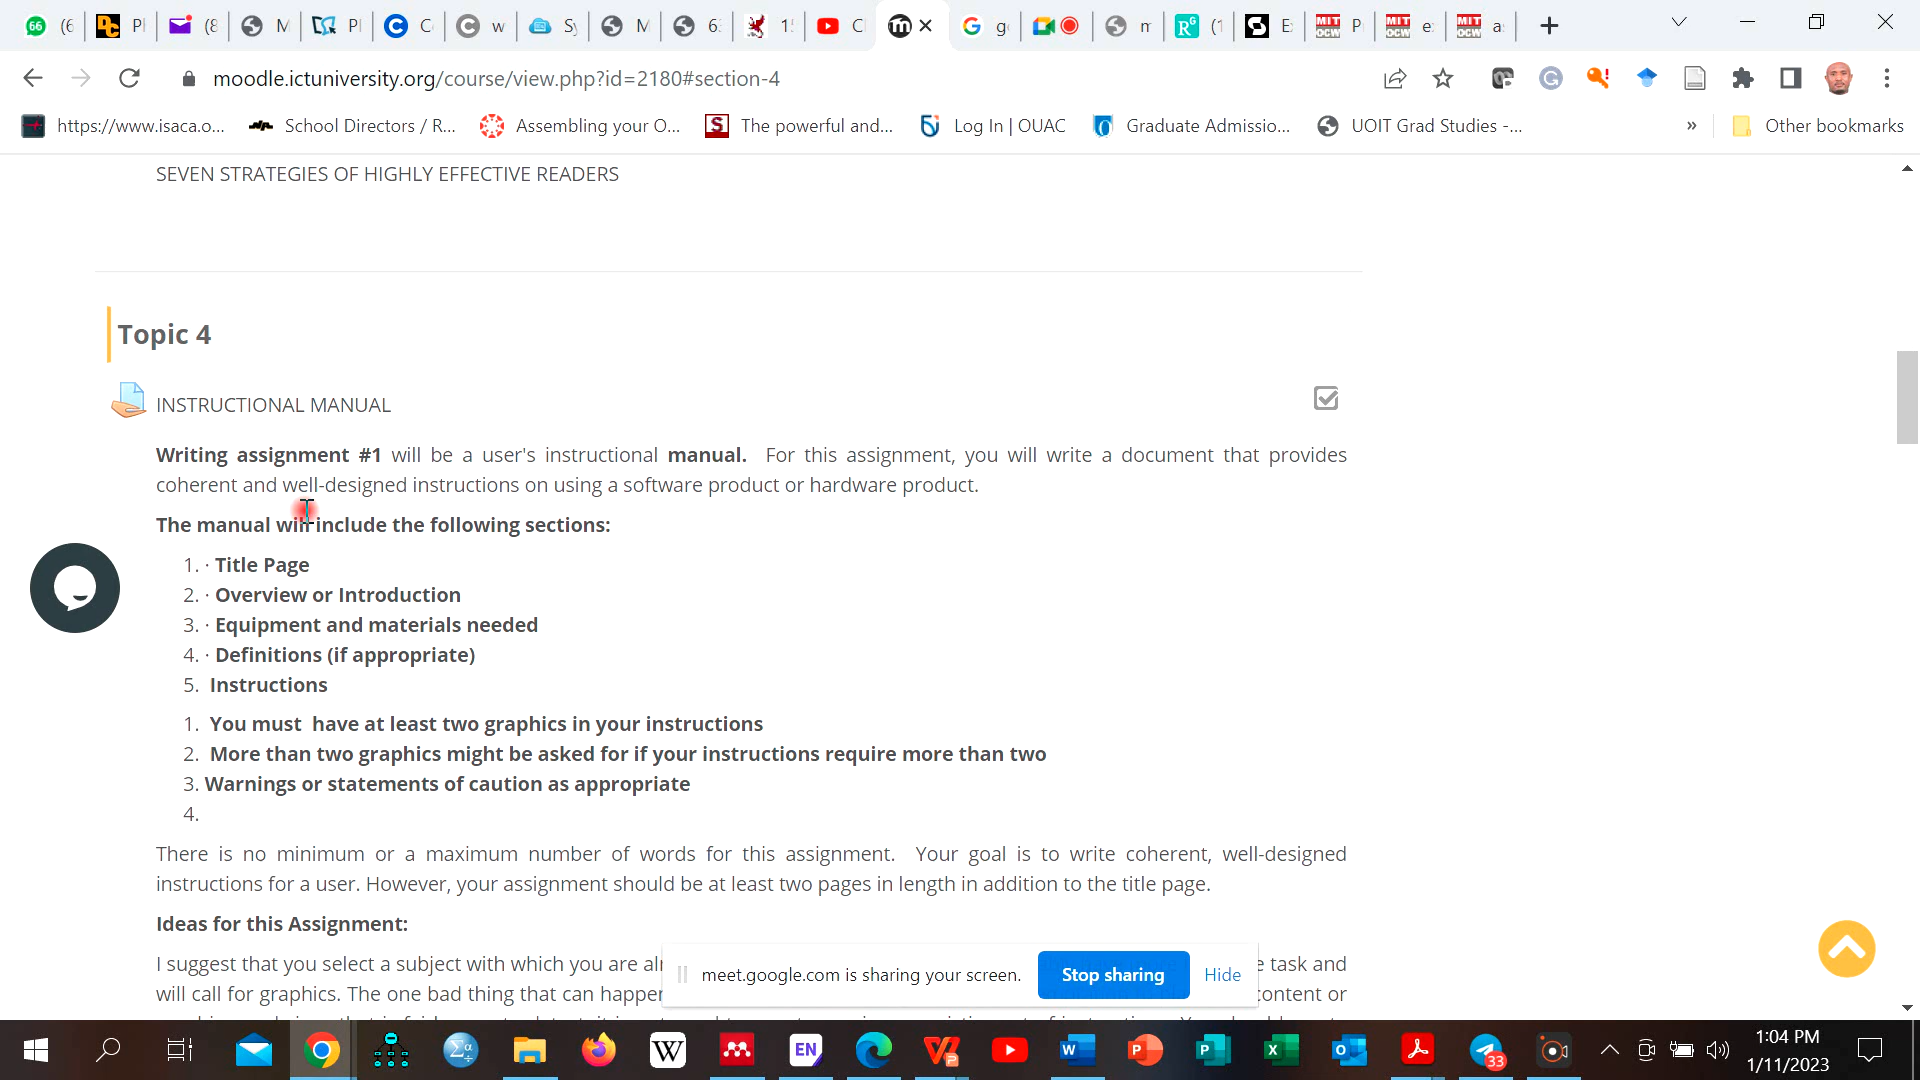 (6 Pl (8 M Pl C w Sy M 6: 1! C g m (1 E P e a
moodle.ictuniversity.org/course/view.php?id=2180#section-4
https://www.isaca.o... School Directors / R... Assembling your O... The powerful and... Log In | OUAC Graduate Admissio... UOIT Grad Studies -... » Other bookmarks
SEVEN STRATEGIES OF HIGHLY EFFECTIVE READERS
Topic 4
INSTRUCTIONAL MANUAL
Writing assignment #1 will be a user's instructional manual. For this assignment, you will write a document that provides
coherent and well-designed instructions on using a software product or hardware product.
The manual will include the following sections:
1. · Title Page
2. · Overview or Introduction
3. · Equipment and materials needed
4. · Definitions (if appropriate)
5. Instructions
1. You must have at least two graphics in your instructions
2. More than two graphics might be asked for if your instructions require more than two
3. Warnings or statements of caution as appropriate
4.
There is no minimum or a maximum number of words for this assignment. Your goal is to write coherent, well-designed
instructions for a user. However, your assignment should be at least two pages in length in addition to the title page.
Ideas for this Assignment:
I suggest that you select a subject with which you are task and
will call for graphics. The one bad thing that can content or
meet.google.com is sharing your screen. Stop sharing Hide
1:04 PM
1/11/2023